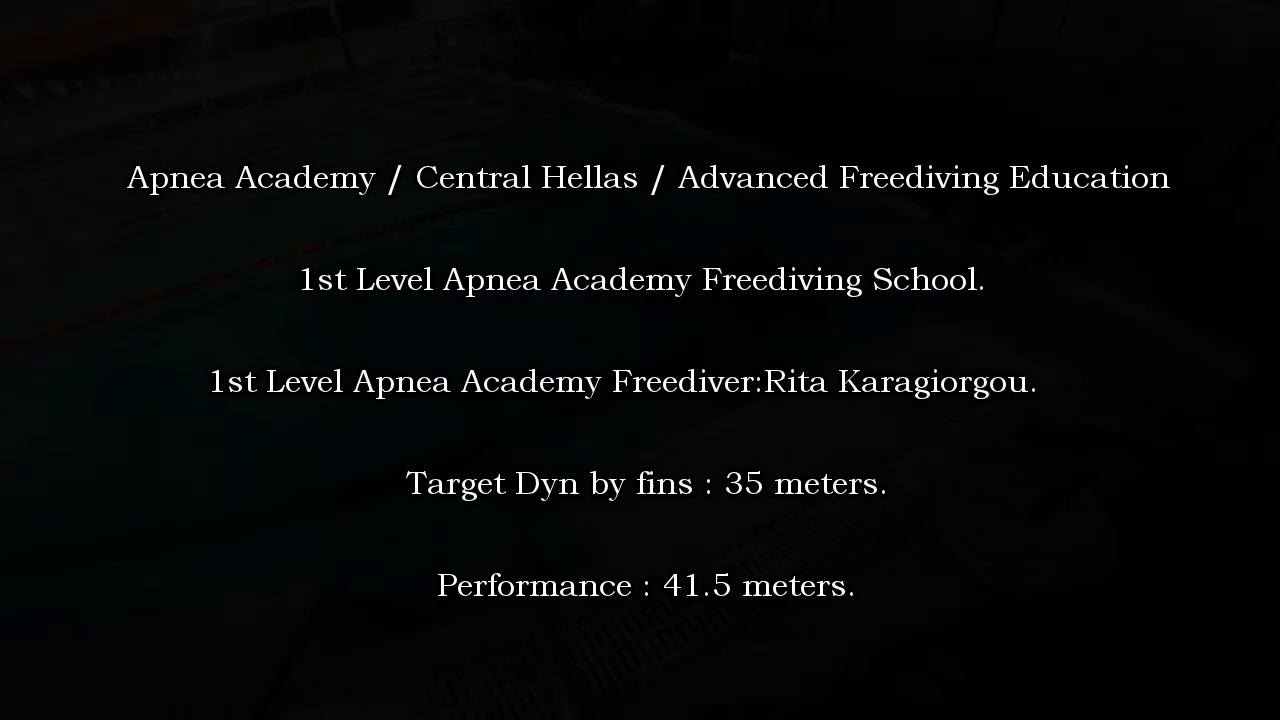 Apnea Academy / Central Hellas / Advanced Freediving Education
1st Level Apnea Academy Freediving School.
1st Level Apnea Academy Freediver:Rita Karagiorgou.
Target Dyn by fins : 35 meters.
Performance : 41.5 meters.